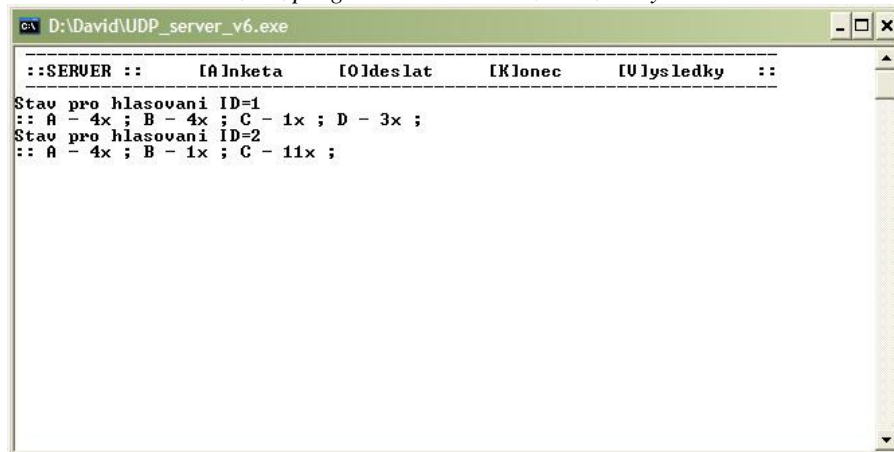 D:\David\UDP_server_v6.exe
::SERVER :: [A]nketa [O]deslat [K]onec [V]ysledky ::
Stav pro hlasovani ID=1
:: A - 4x ; B - 4x ; C - 1x ; D - 3x ;
Stav pro hlasovani ID=2
:: A - 4x ; B - 1x ; C - 11x ;